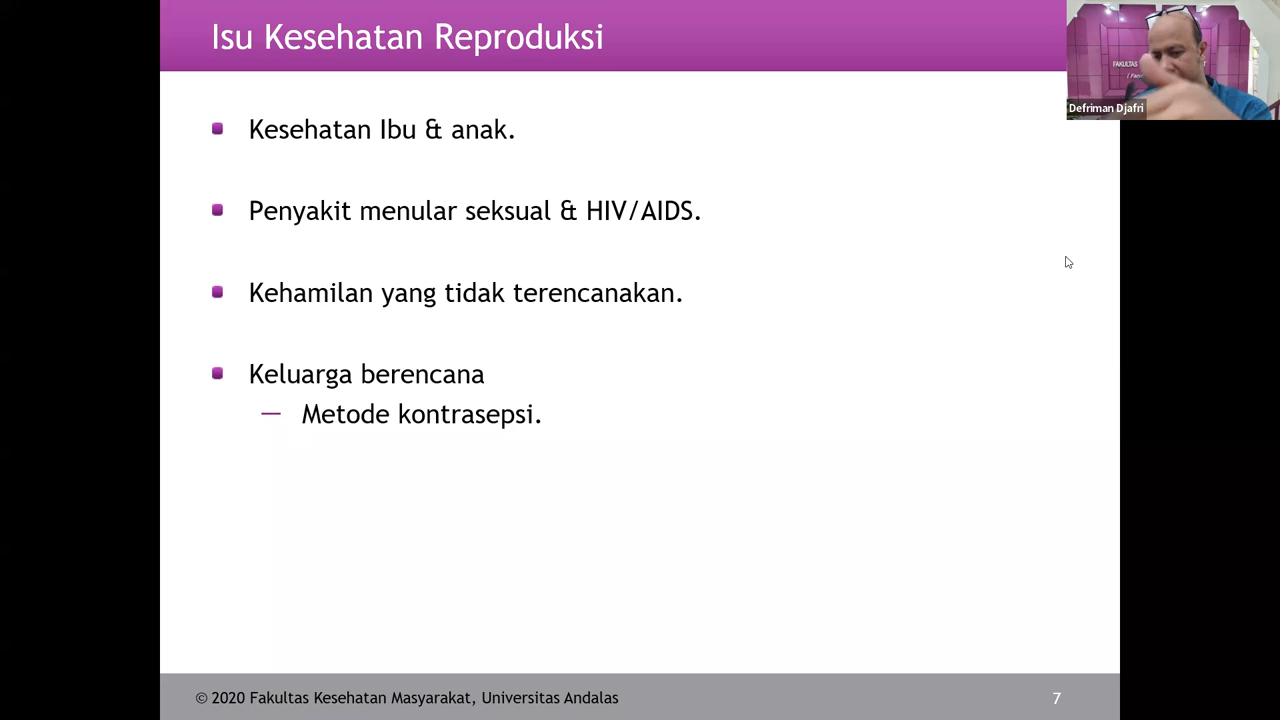 Isu Kesehatan Reproduksi
FAKULTAS
Defriman Djafri
Kesehatan Ibu & anak.
Penyakit menular seksual & HIV/AIDS.
Kehamilan yang tidak terencanakan.
Keluarga berencana
— Metode kontrasepsi.
© 2020 Fakultas Kesehatan Masyarakat, Universitas Andalas
7